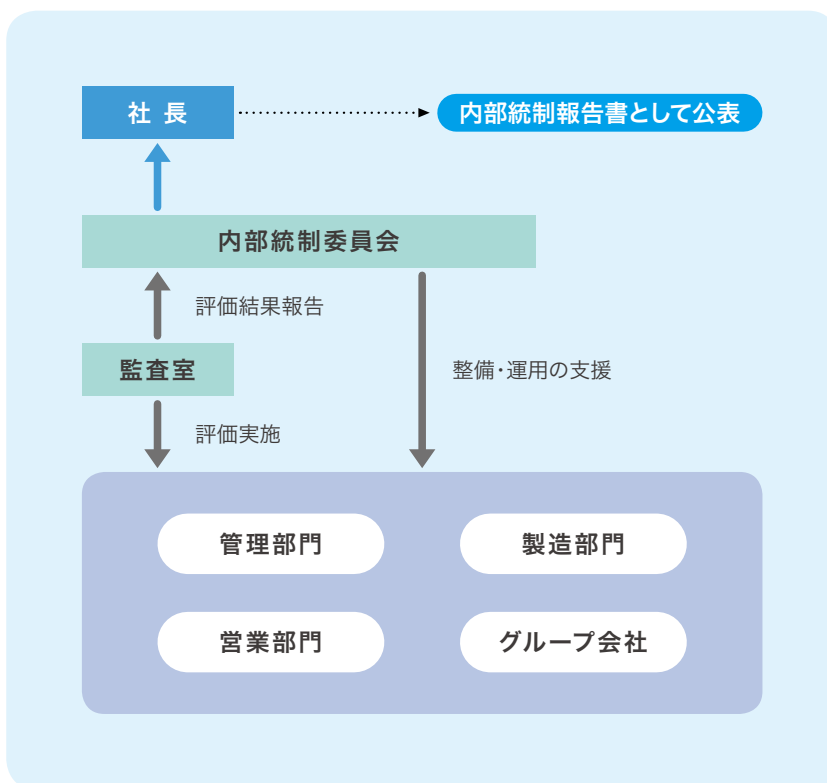 社 長
内部統制報告書として公表
内部統制委員会
評価結果報告
監査室
整備・運用の支援
評価実施
管理部門
製造部門
営業部門
グループ会社